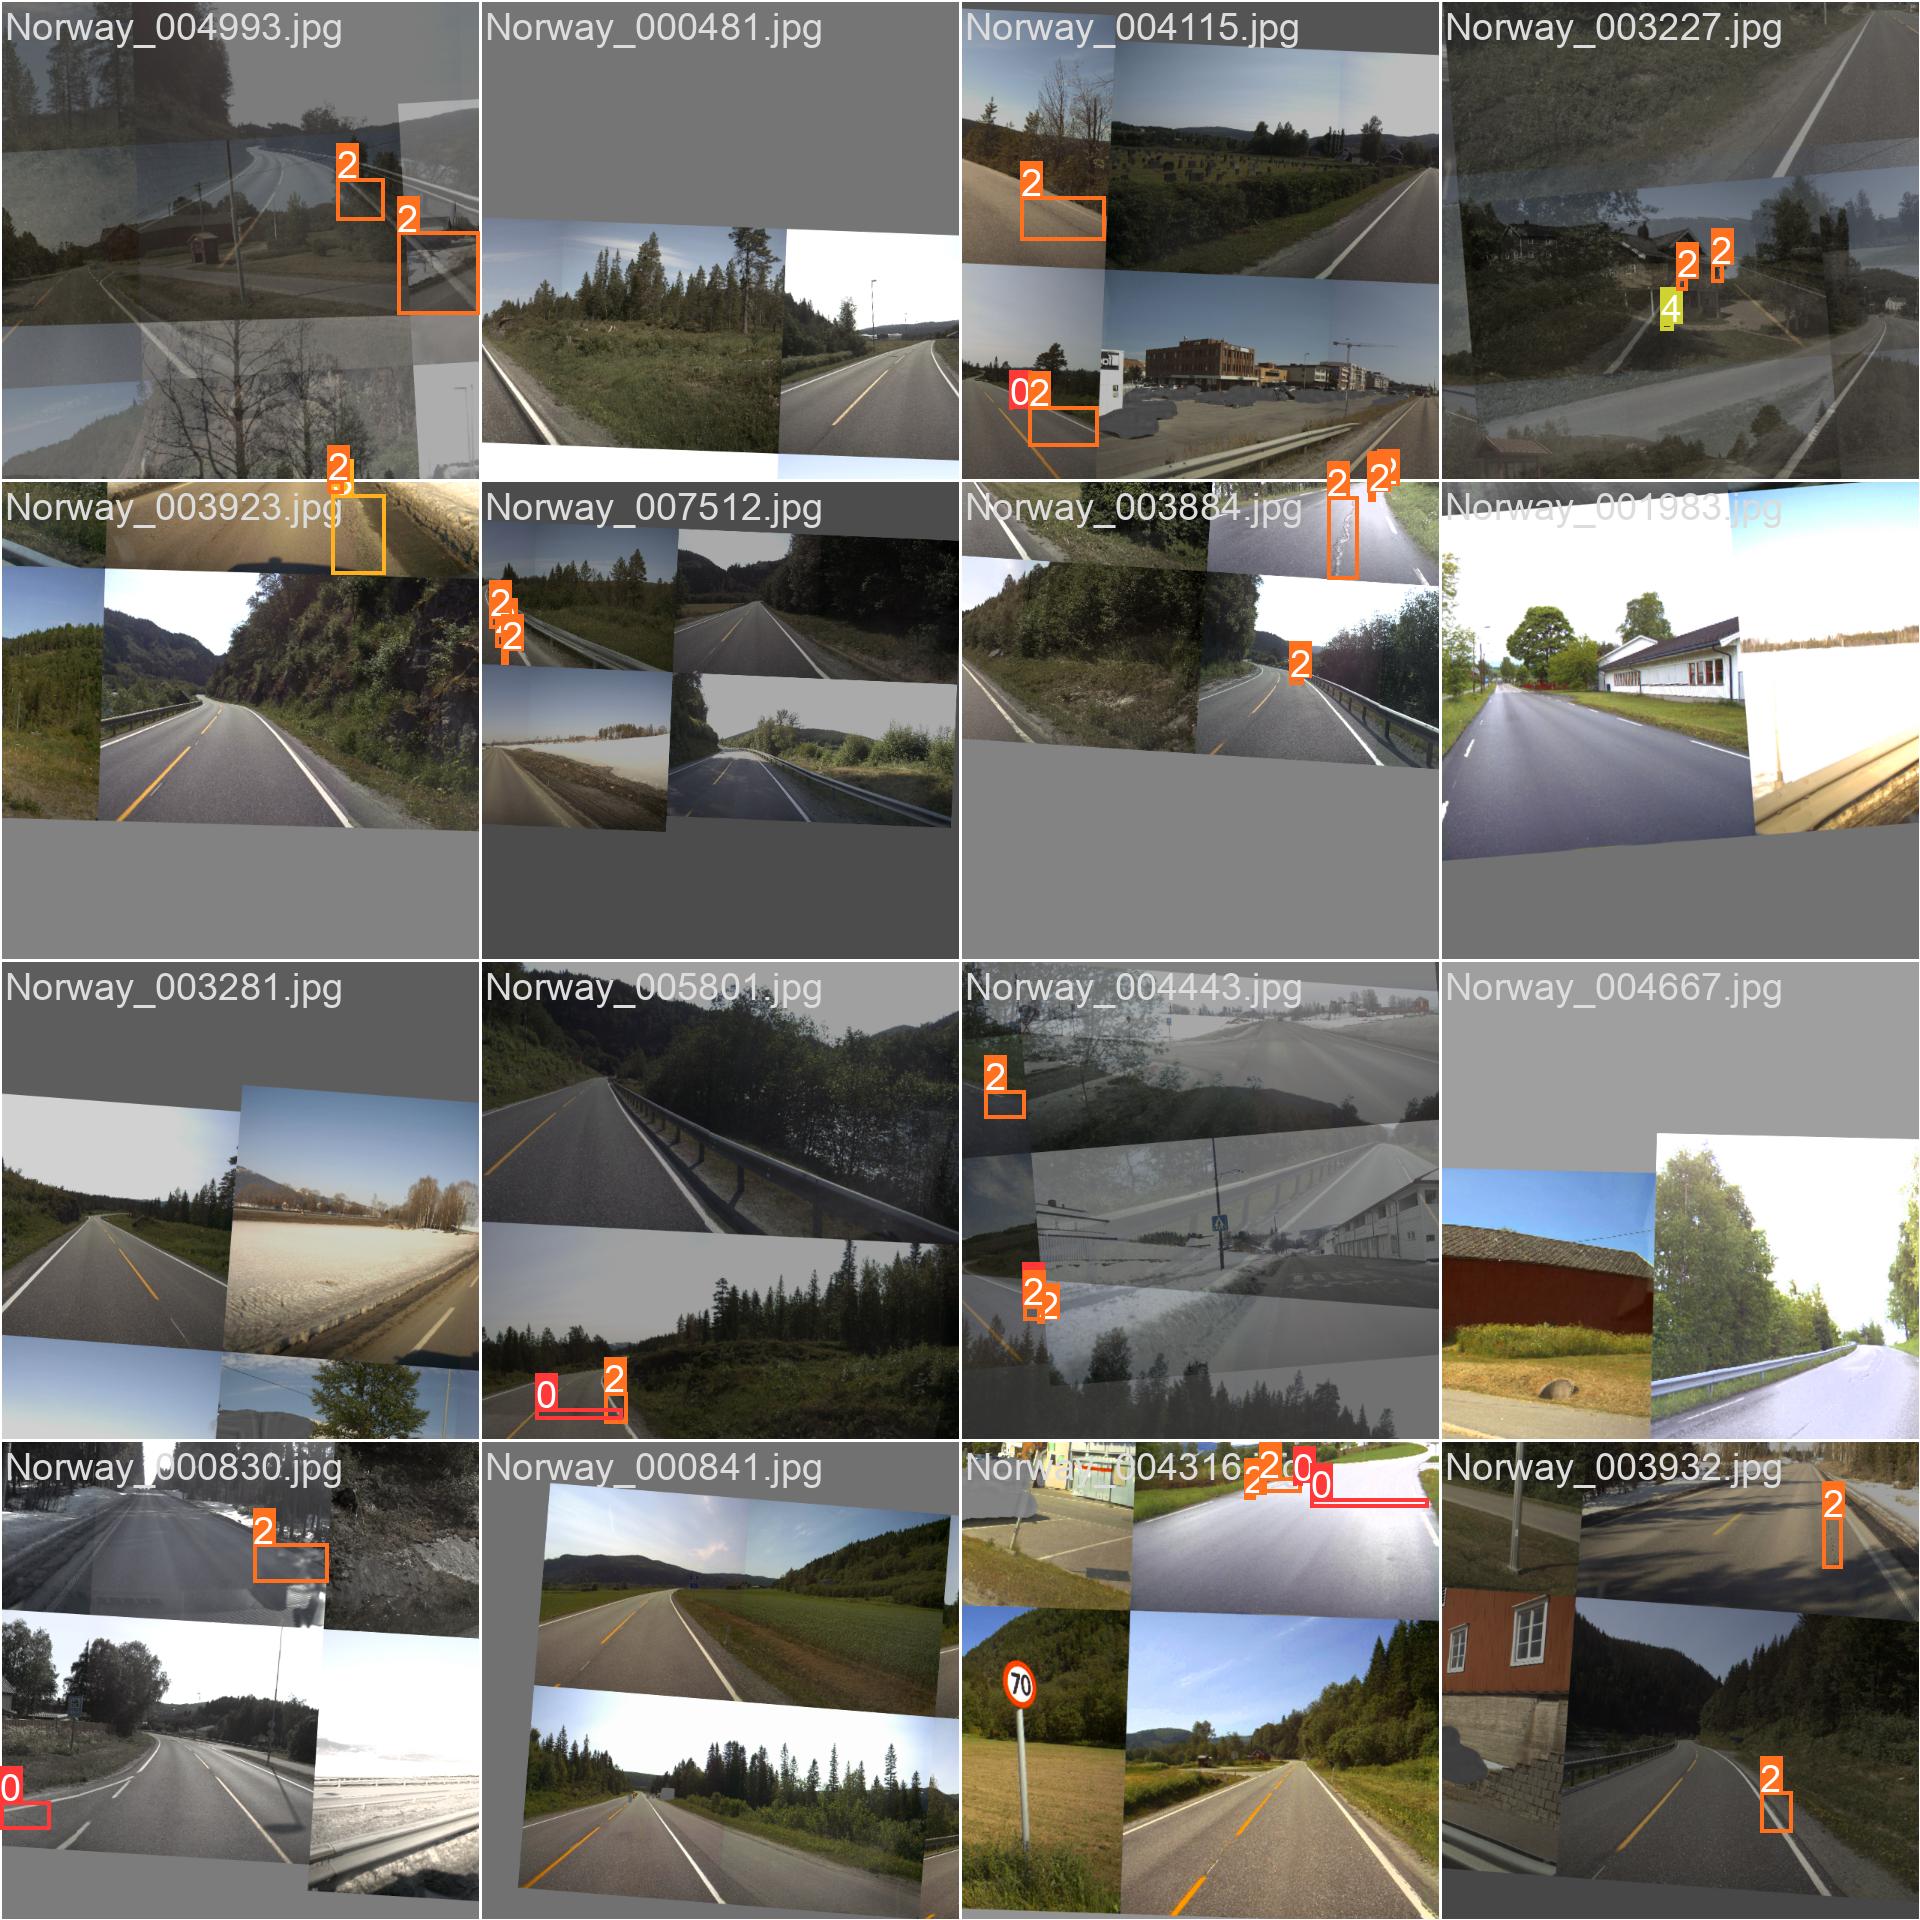 Norway_004993.jpg
Norway_000481.jpg
Norway_004115.jpg
Norway_003227.jpg
2
2
2
2
2
4
0 2
2
2
2
Norway_003923.jpg
Norway_007512.jpg
Norway_003884.jpg
Norway_001983.jpg
2
2
2
Norway_003281.jpg
Norway_005801.jpg
Norway_004443.jpg
Norway_004667.jpg
2
2
2
0
2
Norway_000830.jpg
Norway_000841.jpg
Norway_004316
Norway_003932.jpg
2
2
2
0
0
2
70
2
0